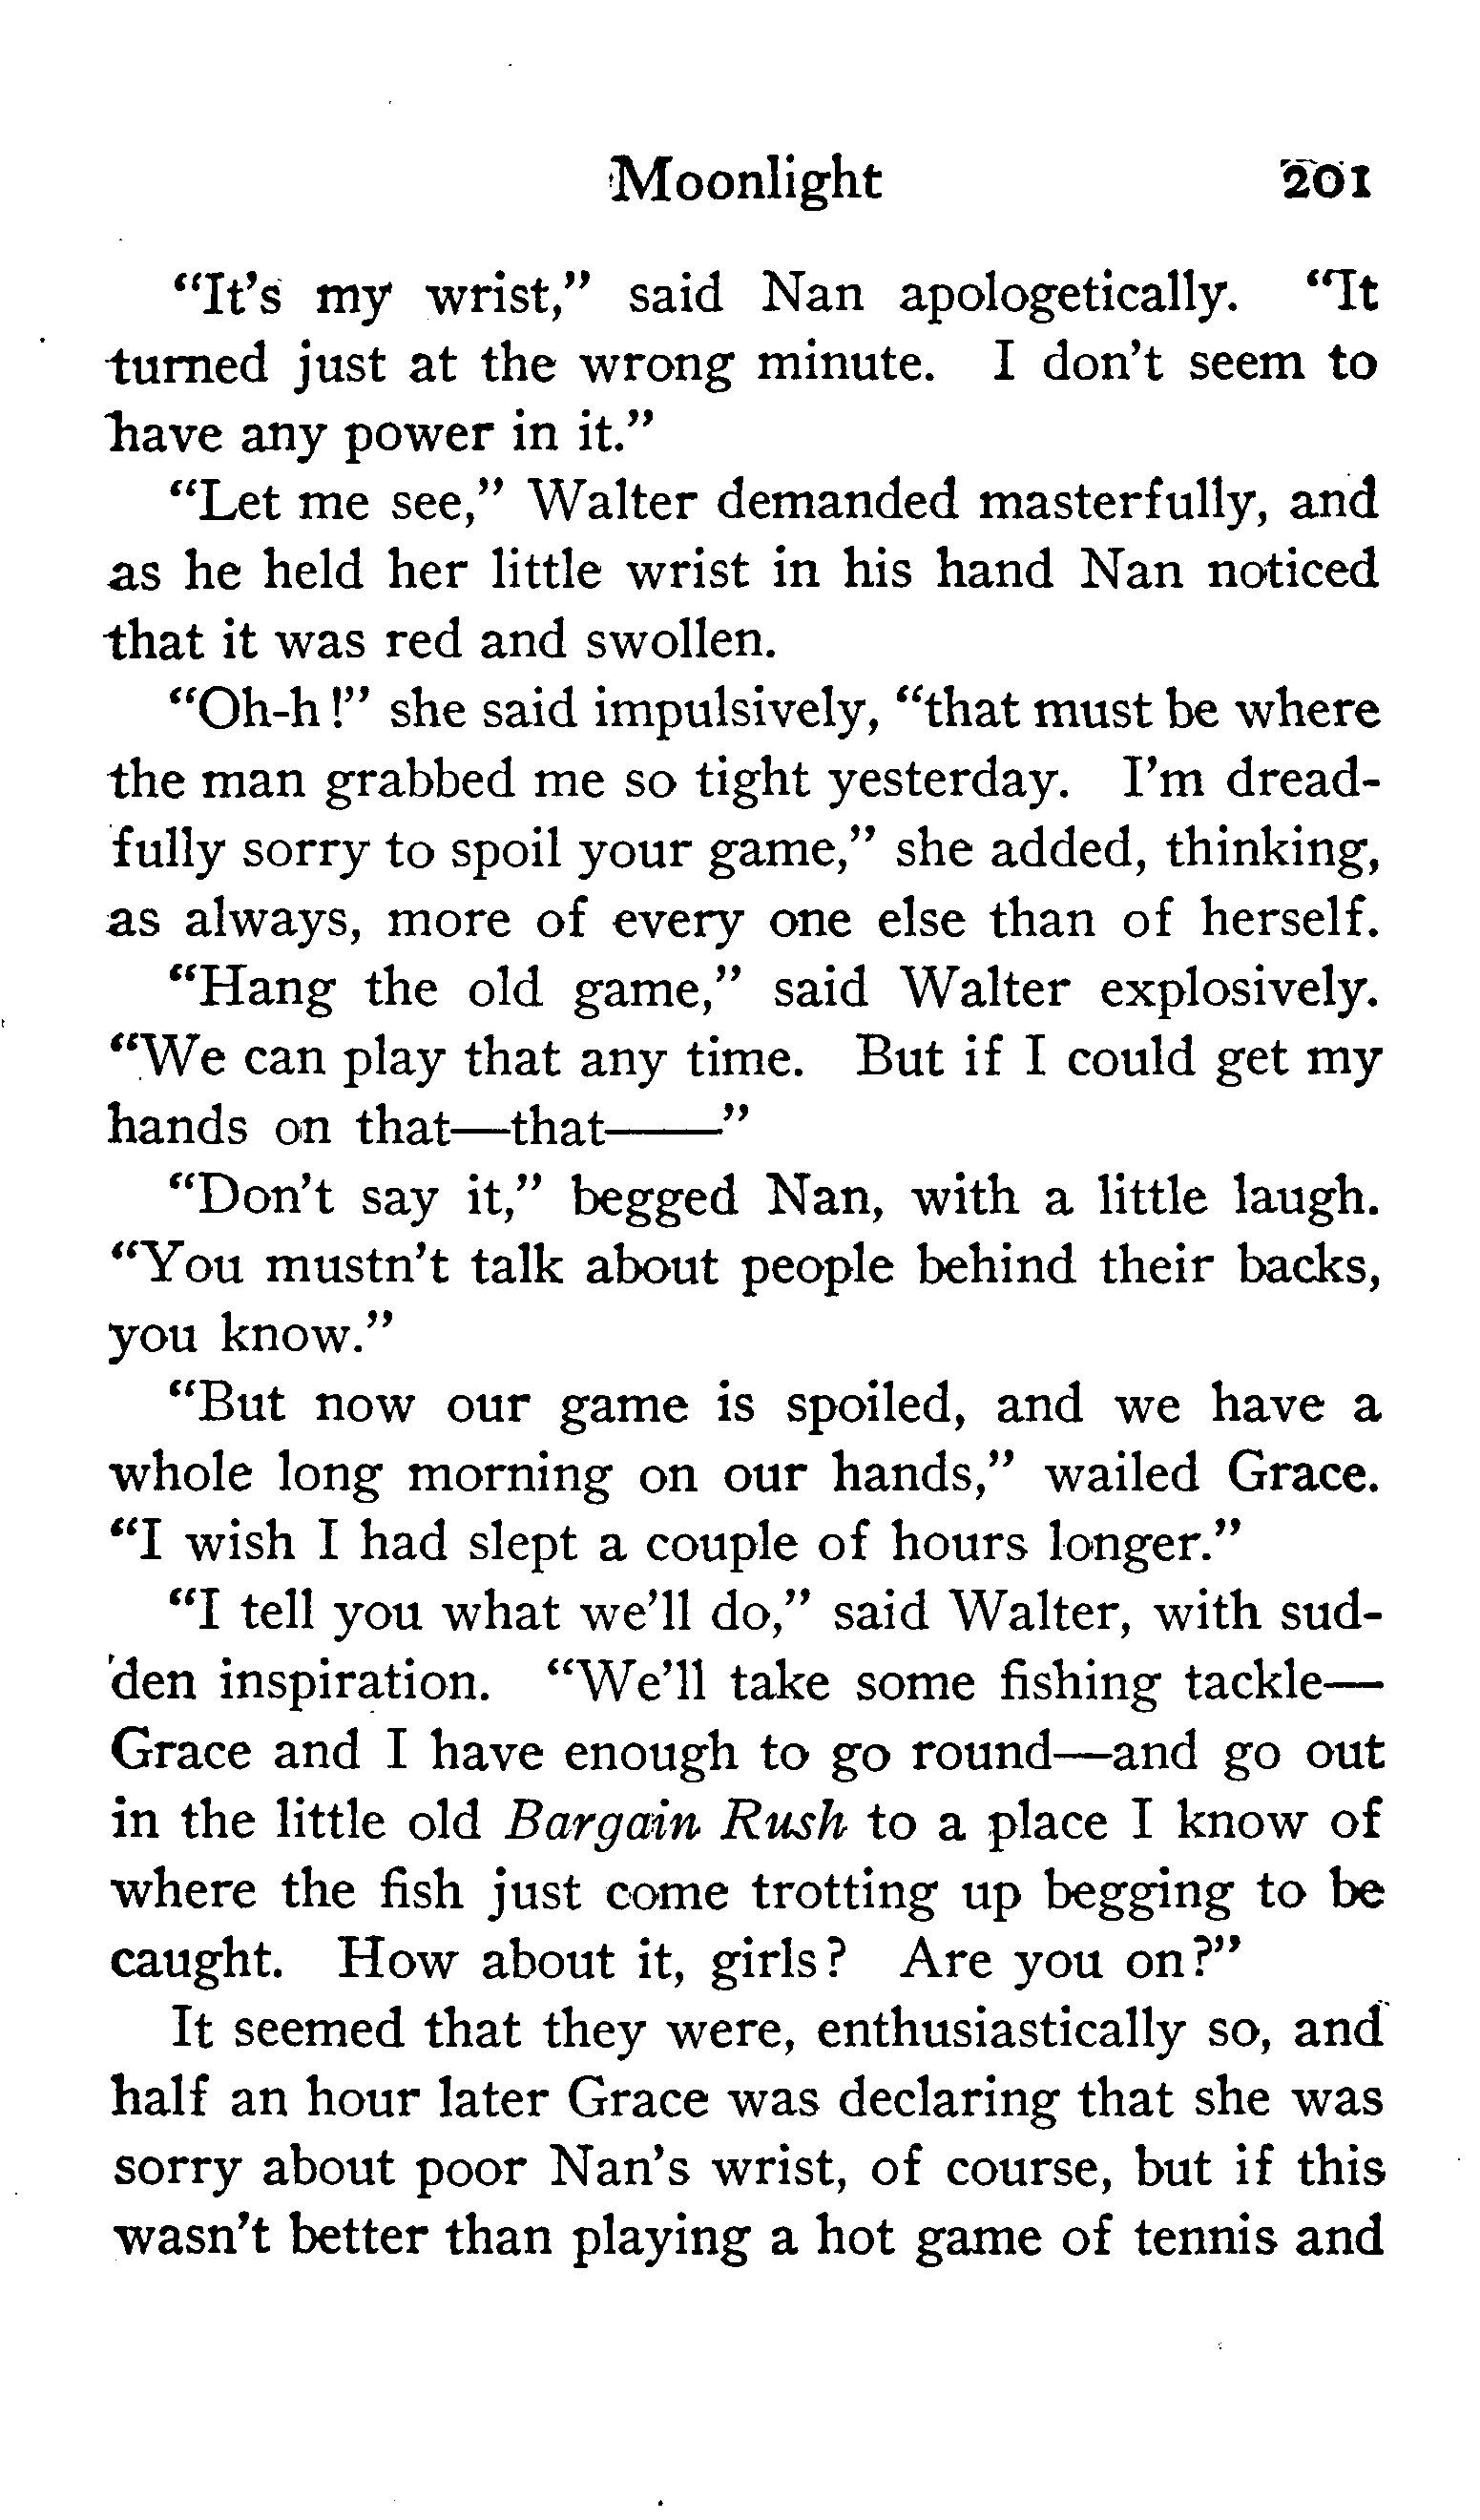 Moonlight 201
“It’s my wrist,” said Nan apologetically. “It
turned just at the wrong minute. I don’t seem to
have any power in it.”
“Let me see,” Walter demanded masterfully, and
as he held her little wrist in his hand Nan noticed
that it was red and swollen.
“Oh-h!” she said impulsively, “that must be where
the man grabbed me so tight yesterday. I’m dread-
fully sorry to spoil your game,” she added, thinking,
as always, more of every one else than of herself.
“Hang the old game,” said Walter explosively.
“We can play that any time. But if I could get my
hands on that—that——”
“Don’t say it,” begged Nan, with a little laugh.
“You mustn’t talk about people behind their backs,
you know.”
“But now our game is spoiled, and we have a
whole long morning on our hands,” wailed Grace.
“I wish I had slept a couple of hours longer.”
“I tell you what we’ll do,” said Walter, with sud-
den inspiration. “We’ll take some fishing tackle—
Grace and I have enough to go round—and go out
in the little old Bargain Rush to a place I know of
where the fish just come trotting up begging to be
caught. How about it, girls? Are you on?”
It seemed that they were, enthusiastically so, and
half an hour later Grace was declaring that she was
sorry about poor Nan’s wrist, of course, but if this
wasn’t better than playing a hot game of tennis and